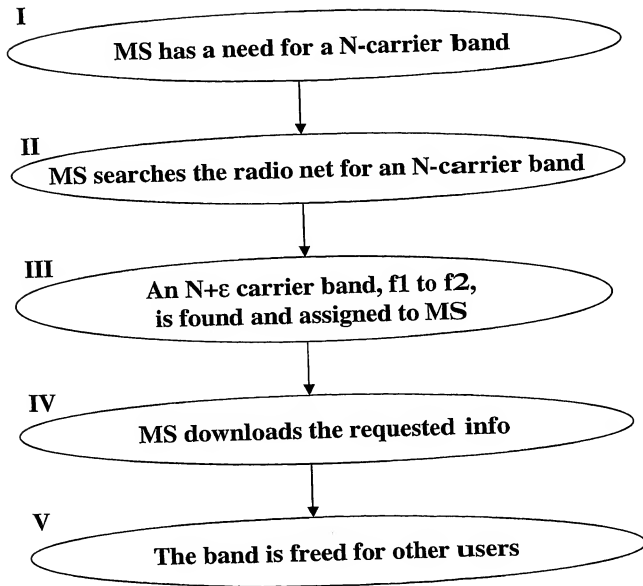 I
MS has a need for a N-carrier band
II
MS searches the radio net for an N-carrier band
III
An N+ε carrier band, f1 to f2,
is found and assigned to MS
IV
MS downloads the requested info
V
The band is freed for other users